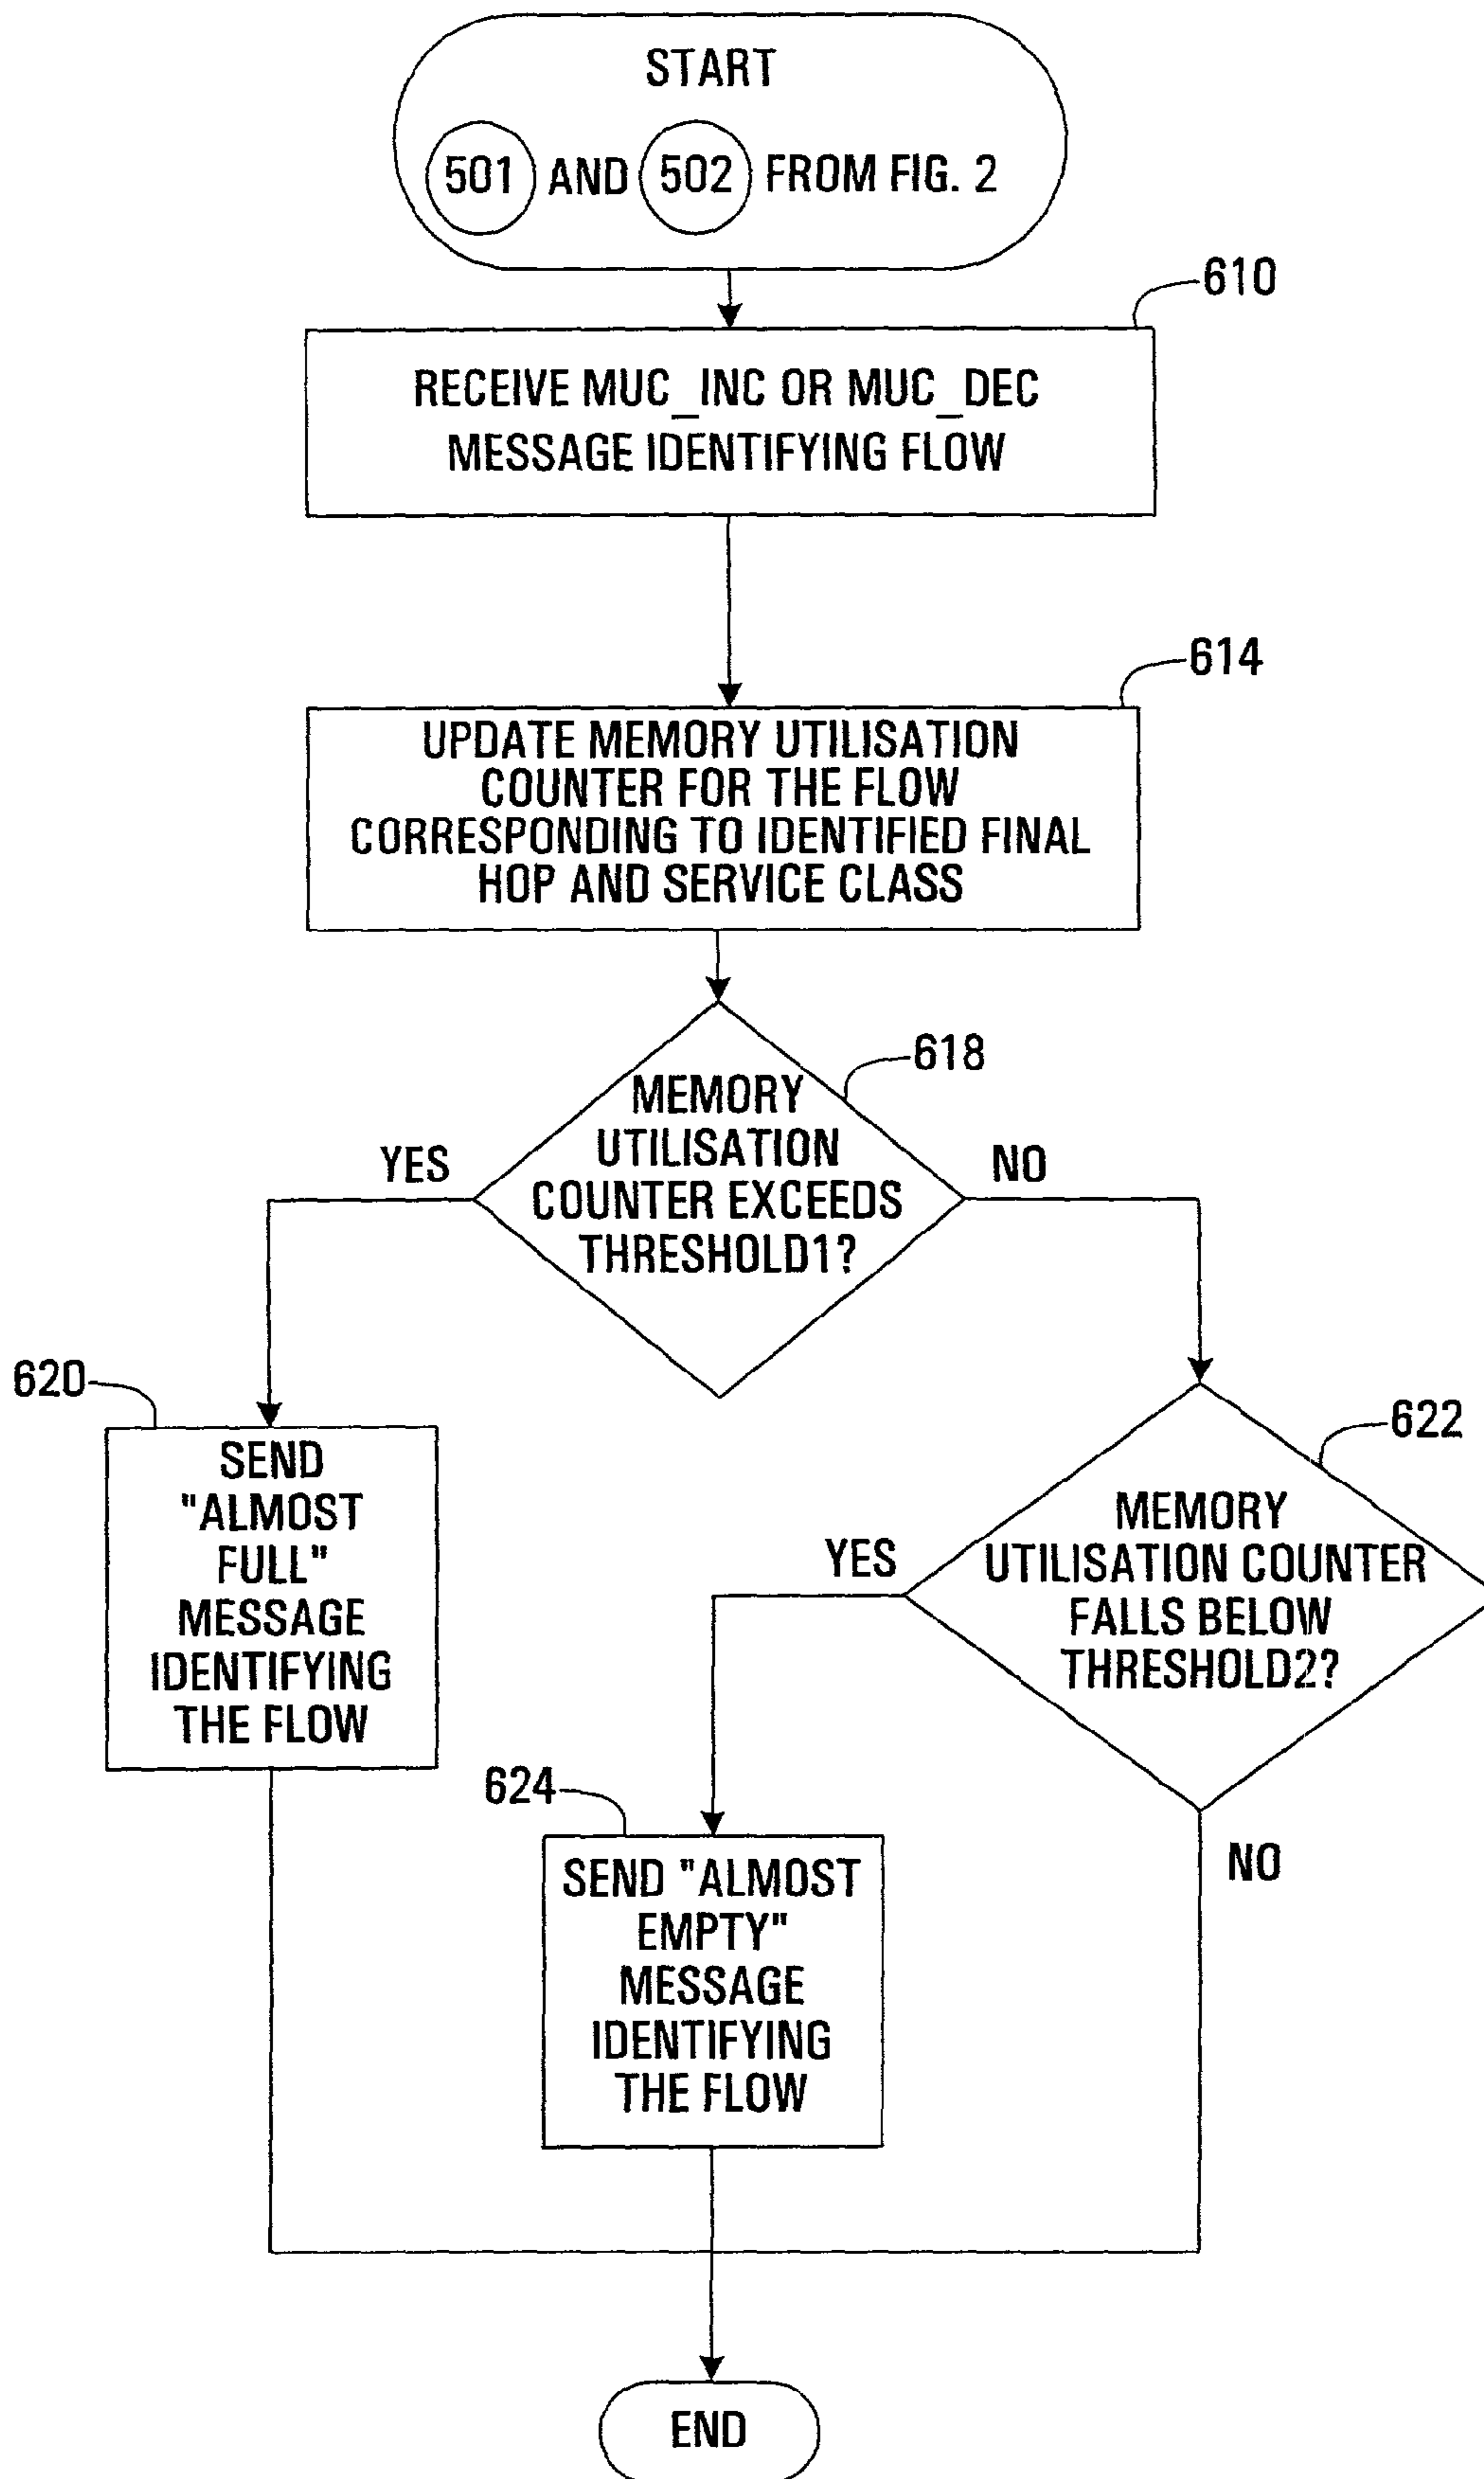 START
501 AND 502 FROM FIG. 2
610
RECEIVE MUC_INC OR MUC_DEC
MESSAGE IDENTIFYING FLOW
614
UPDATE MEMORY UTILISATION
COUNTER FOR THE FLOW
CORRESPONDING TO IDENTIFIED FINAL
HOP AND SERVICE CLASS
618
MEMORY
UTILISATION
COUNTER EXCEEDS
THRESHOLD1?
YES
NO
620
SEND
"ALMOST
FULL"
MESSAGE
IDENTIFYING
THE FLOW
622
MEMORY
UTILISATION COUNTER
FALLS BELOW
THRESHOLD2?
YES
NO
624
SEND "ALMOST
EMPTY"
MESSAGE
IDENTIFYING
THE FLOW
END